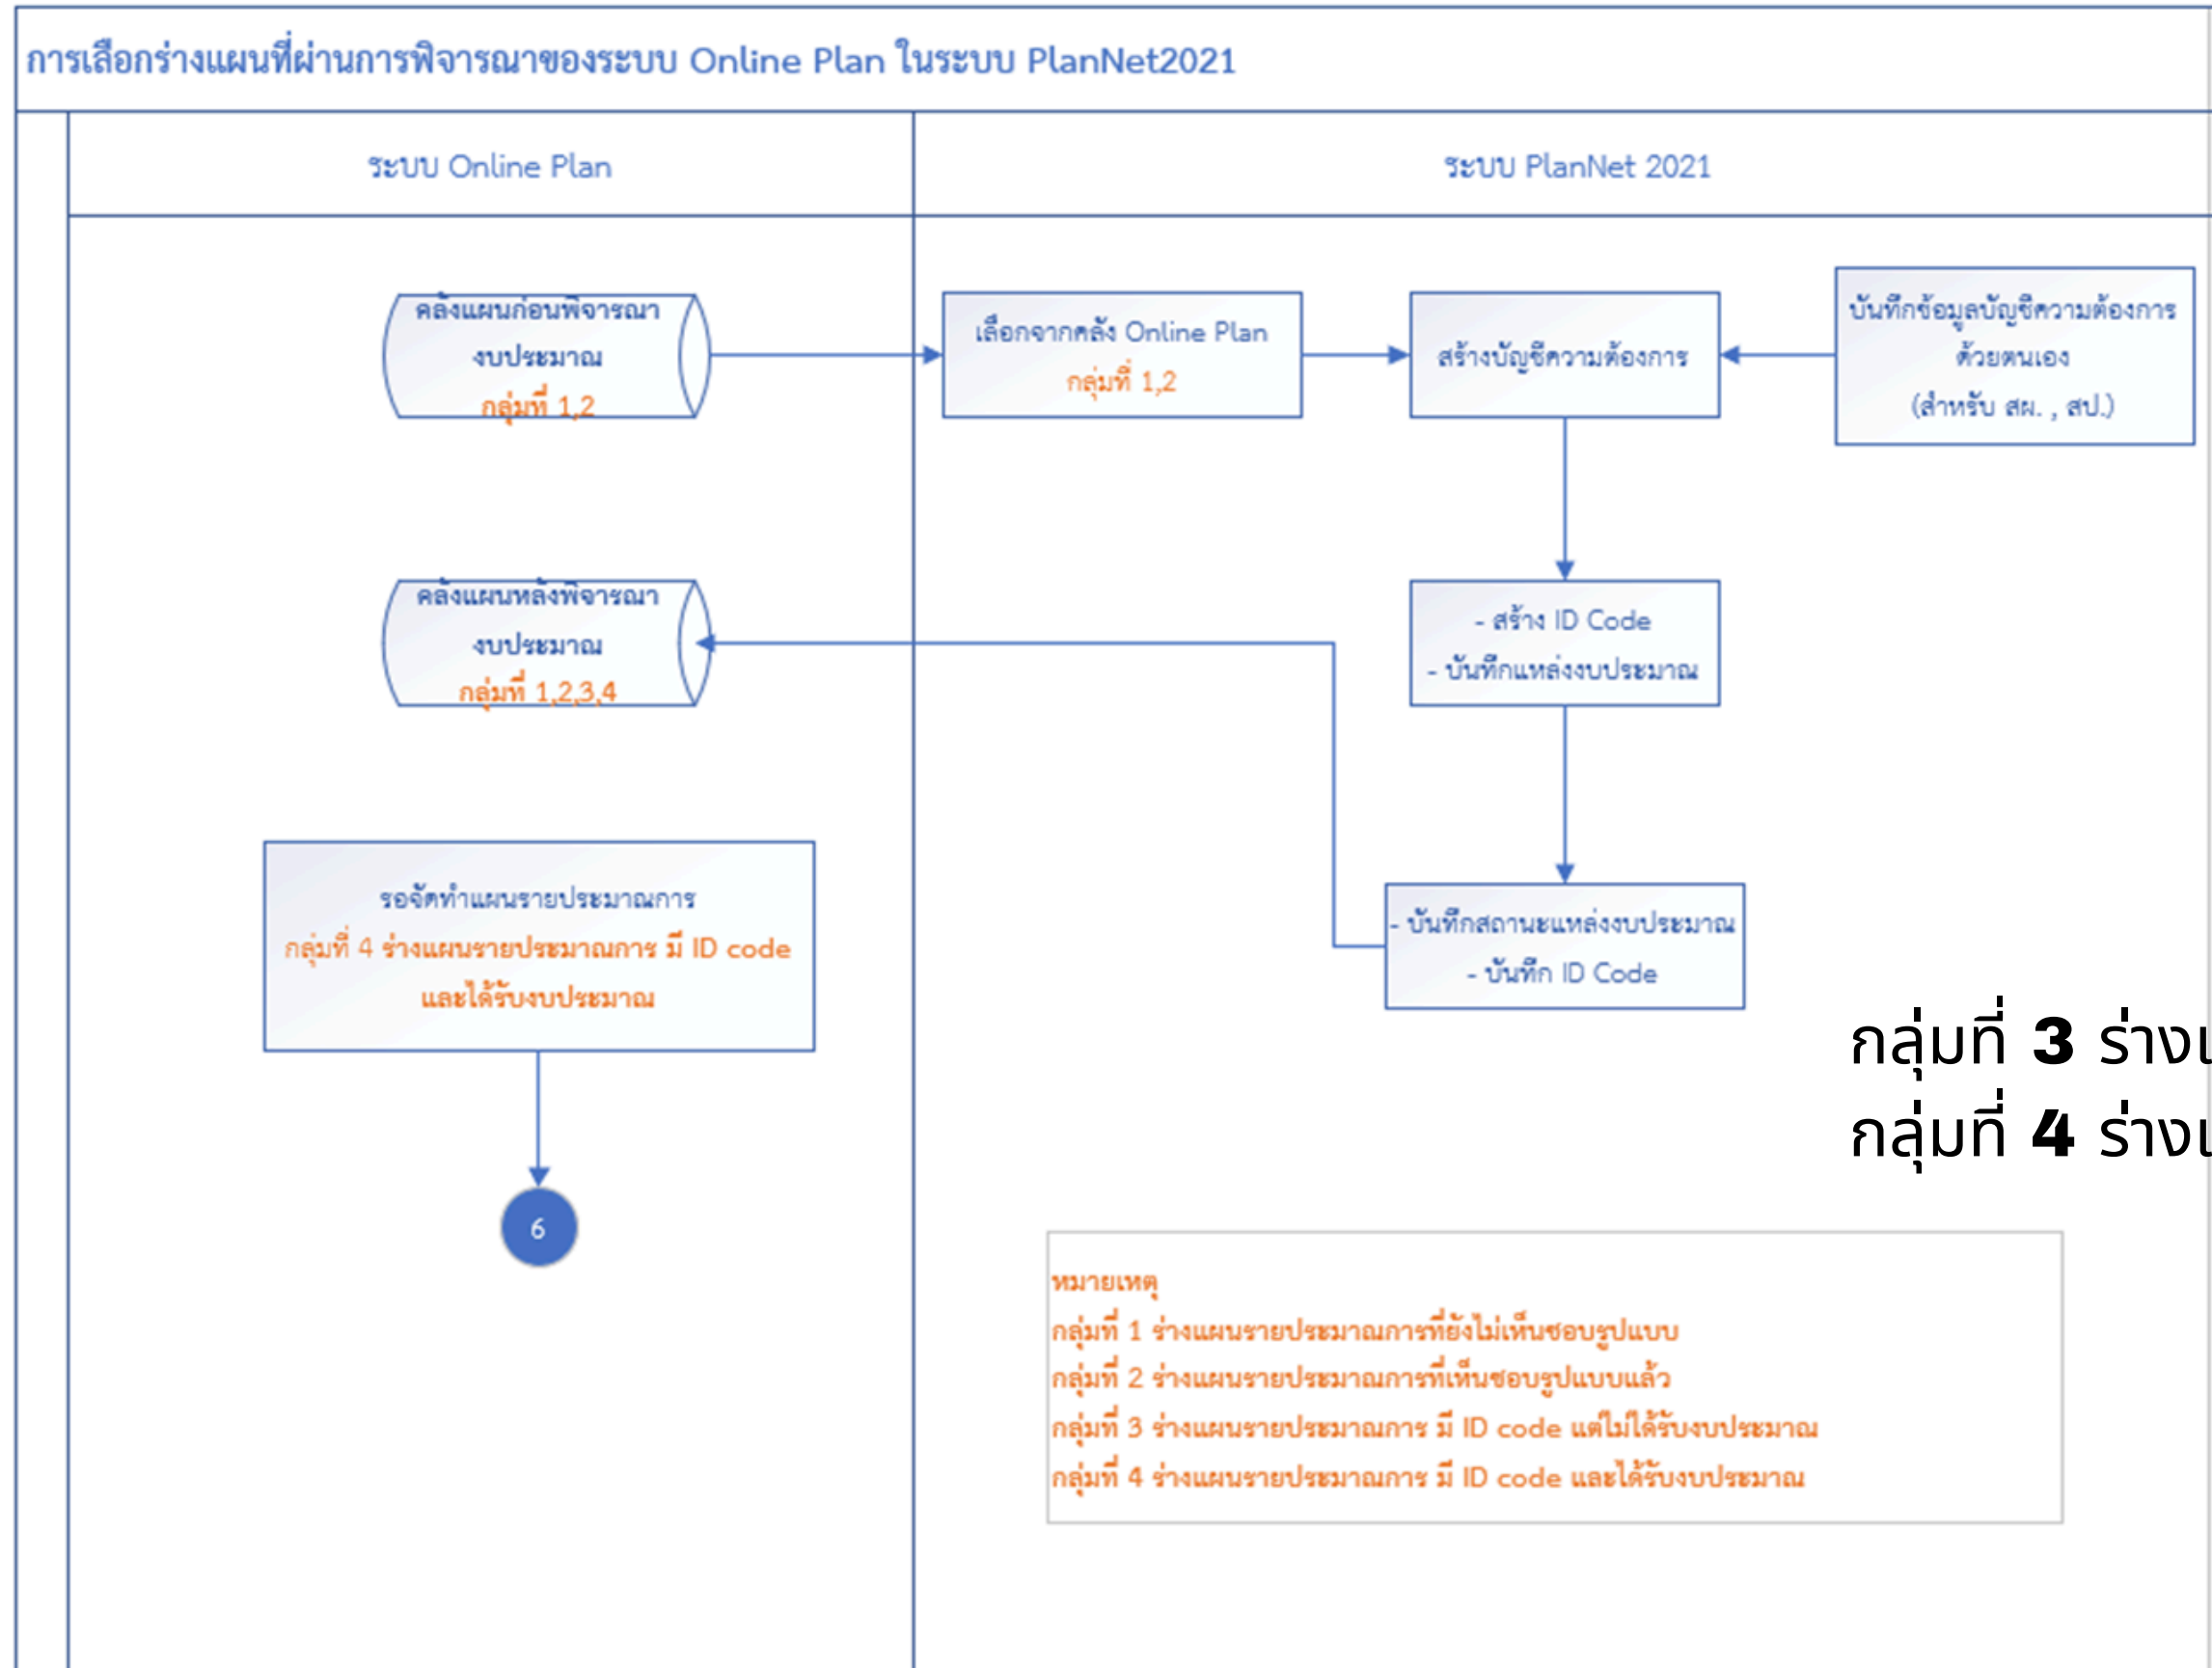 การเลือกร่างแผนที่ผ่านการพิจารณาของระบบ Online Plan ในระบบ PlanNet2021
ระบบ Online Plan
ระบบ PlanNet 2021
คลังแผนก่อนพิจารณา
งบประมาณ
กลุ่มที่ 1,2
เลือกจากคลัง Online Plan
กลุ่มที่ 1,2
สร้างบัญชีความต้องการ
บันทึกข้อมูลบัญชีความต้องการ
ด้วยตนเอง
(สำหรับ สผ. , สป.)
คลังแผนหลังพิจารณา
งบประมาณ
กลุ่มที่ 1,2,3,4
- สร้าง ID Code
- บันทึกแหล่งงบประมาณ
รอจัดทำแผนรายประมาณการ
กลุ่มที่ 4 ร่างแผนรายประมาณการ มี ID code
และได้รับงบประมาณ
- บันทึกสถานะแหล่งงบประมาณ
- บันทึก ID Code
กลุ่มที่ 3 ร่างแ
กลุ่มที่ 4 ร่างแ
6
หมายเหตุ
กลุ่มที่ 1 ร่างแผนรายประมาณการที่ยังไม่เห็นชอบรูปแบบ
กลุ่มที่ 2 ร่างแผนรายประมาณการที่เห็นชอบรูปแบบแล้ว
กลุ่มที่ 3 ร่างแผนรายประมาณการ มี ID code แต่ไม่ได้รับงบประมาณ
กลุ่มที่ 4 ร่างแผนรายประมาณการ มี ID code และได้รับงบประมาณ